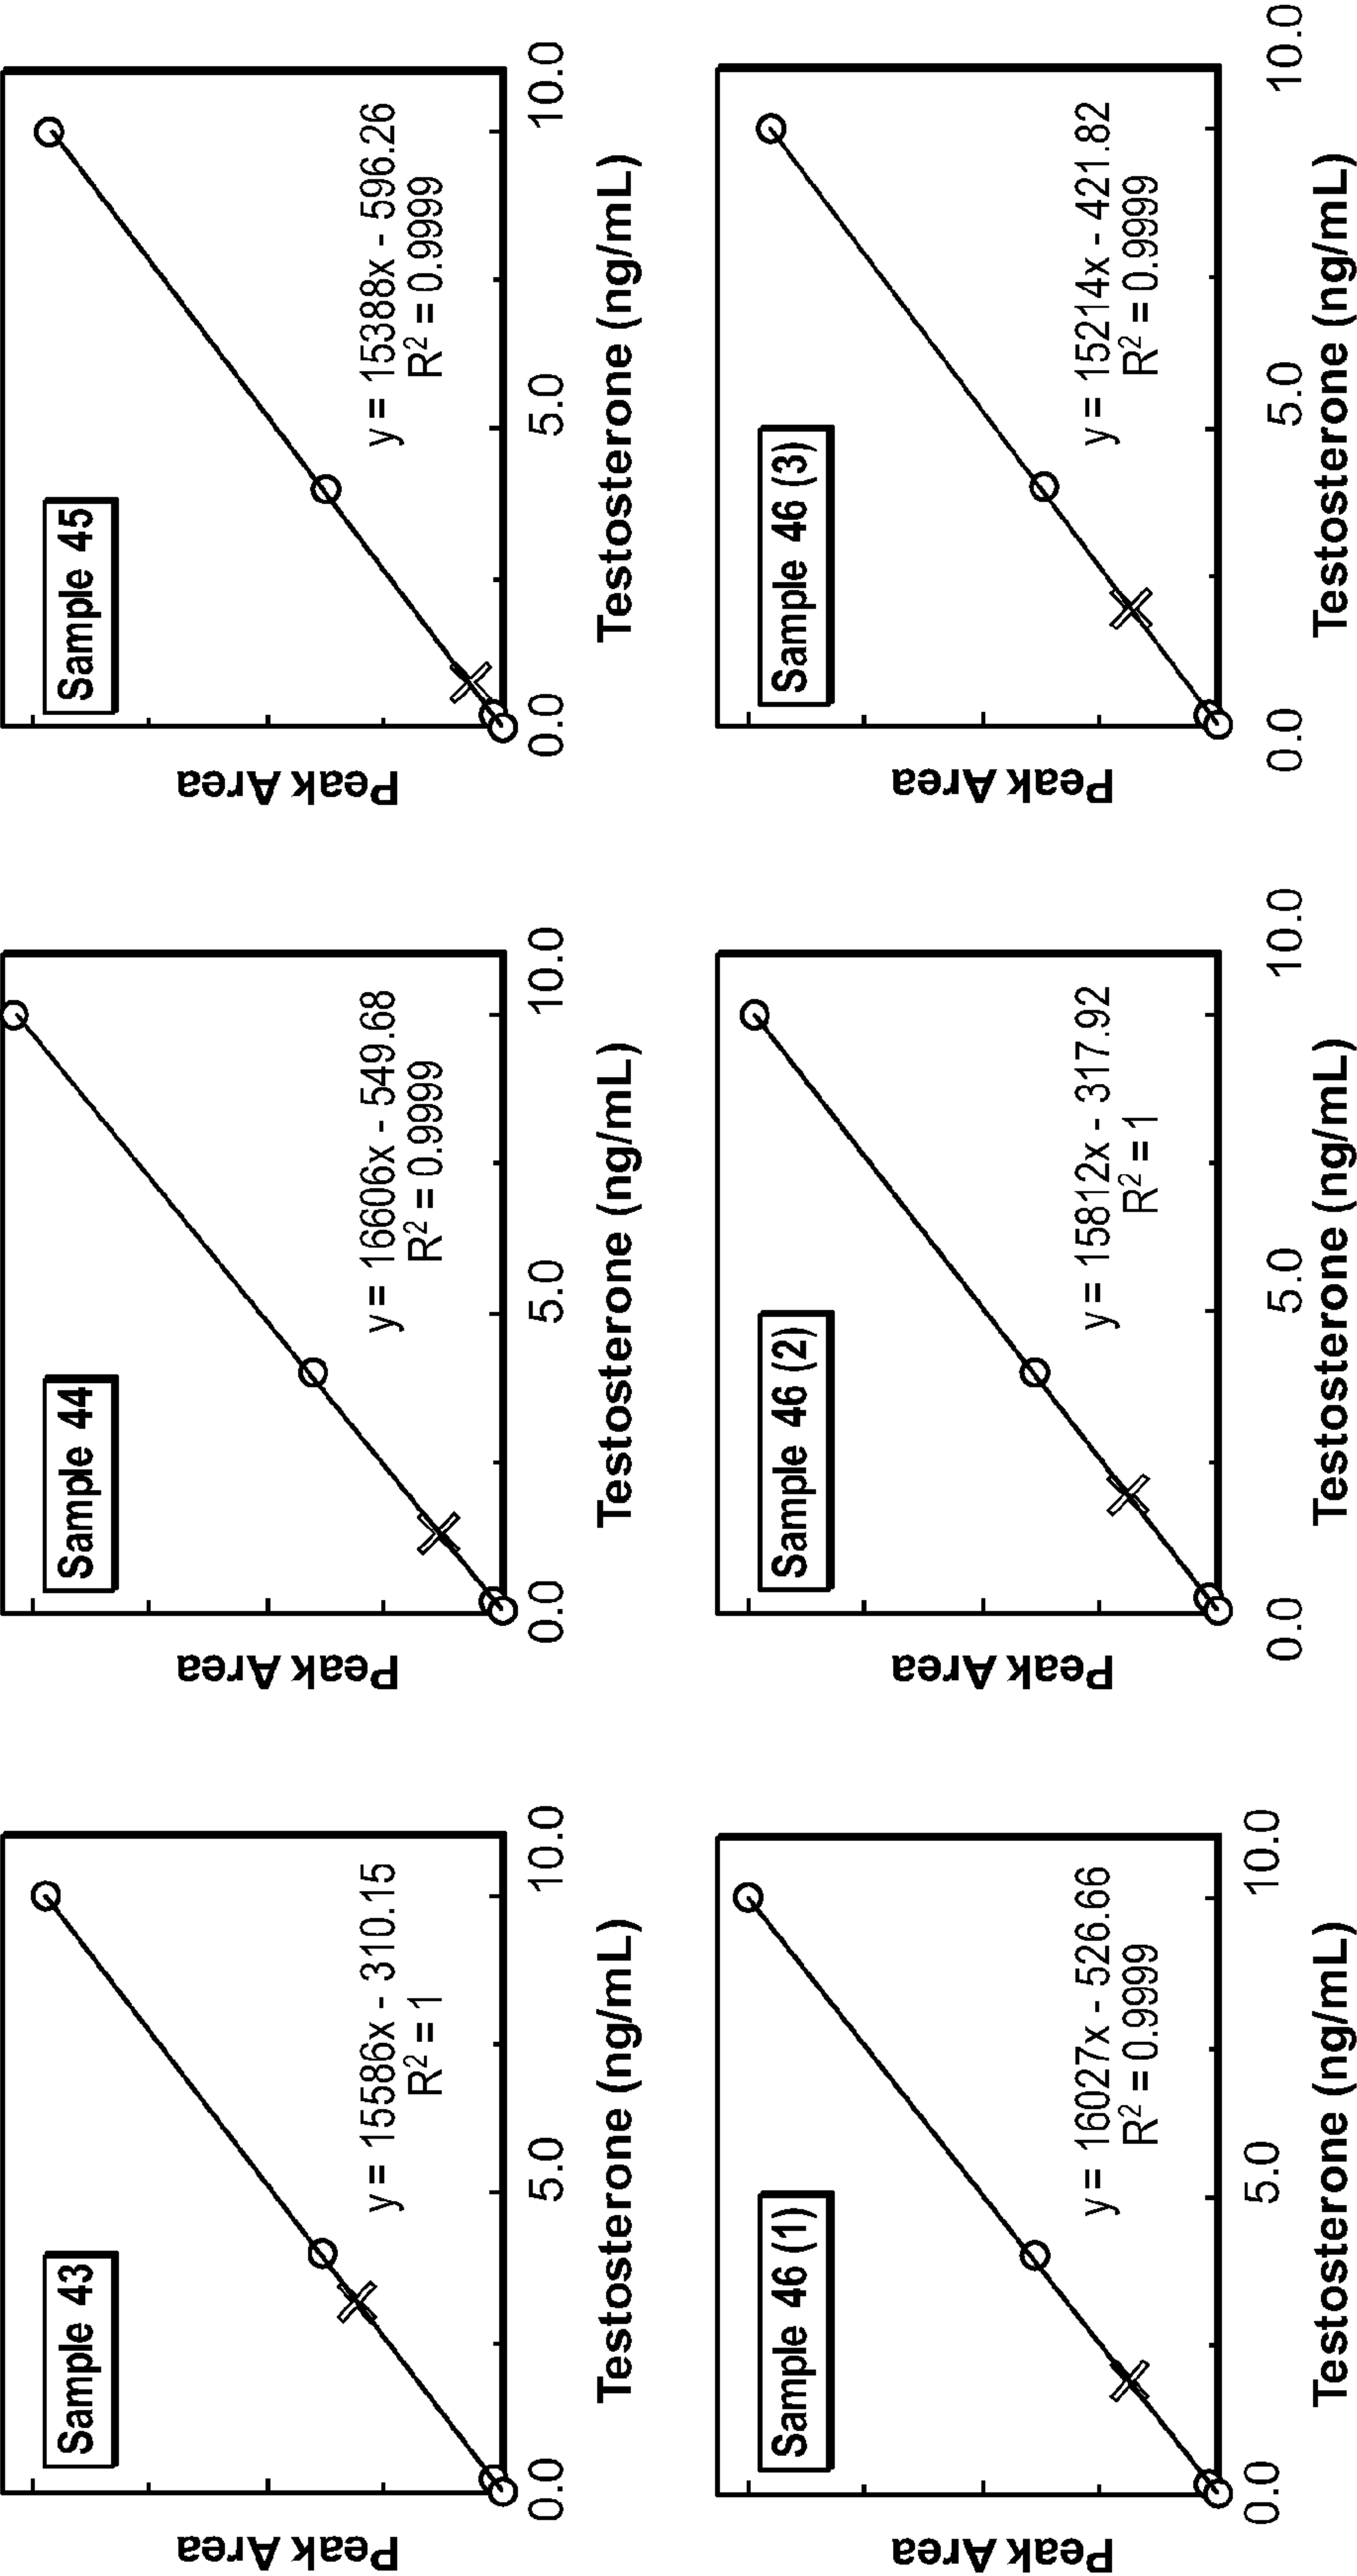 Sample 43
y = 15586x - 310.15
R² = 1
Peak Area
0.0
5.0
10.0
Testosterone (ng/mL)
Sample 44
y = 16606x - 549.68
R² = 0.9999
Peak Area
0.0
5.0
10.0
Testosterone (ng/mL)
Sample 45
y = 15388x - 596.26
R² = 0.9999
Peak Area
0.0
5.0
10.0
Testosterone (ng/mL)
Sample 46 (1)
y = 16027x - 526.66
R² = 0.9999
Peak Area
0.0
5.0
10.0
Testosterone (ng/mL)
Sample 46 (2)
y = 15812x - 317.92
R² = 1
Peak Area
0.0
5.0
10.0
Testosterone (ng/mL)
Sample 46 (3)
y = 15214x - 421.82
R² = 0.9999
Peak Area
0.0
5.0
10.0
Testosterone (ng/mL)